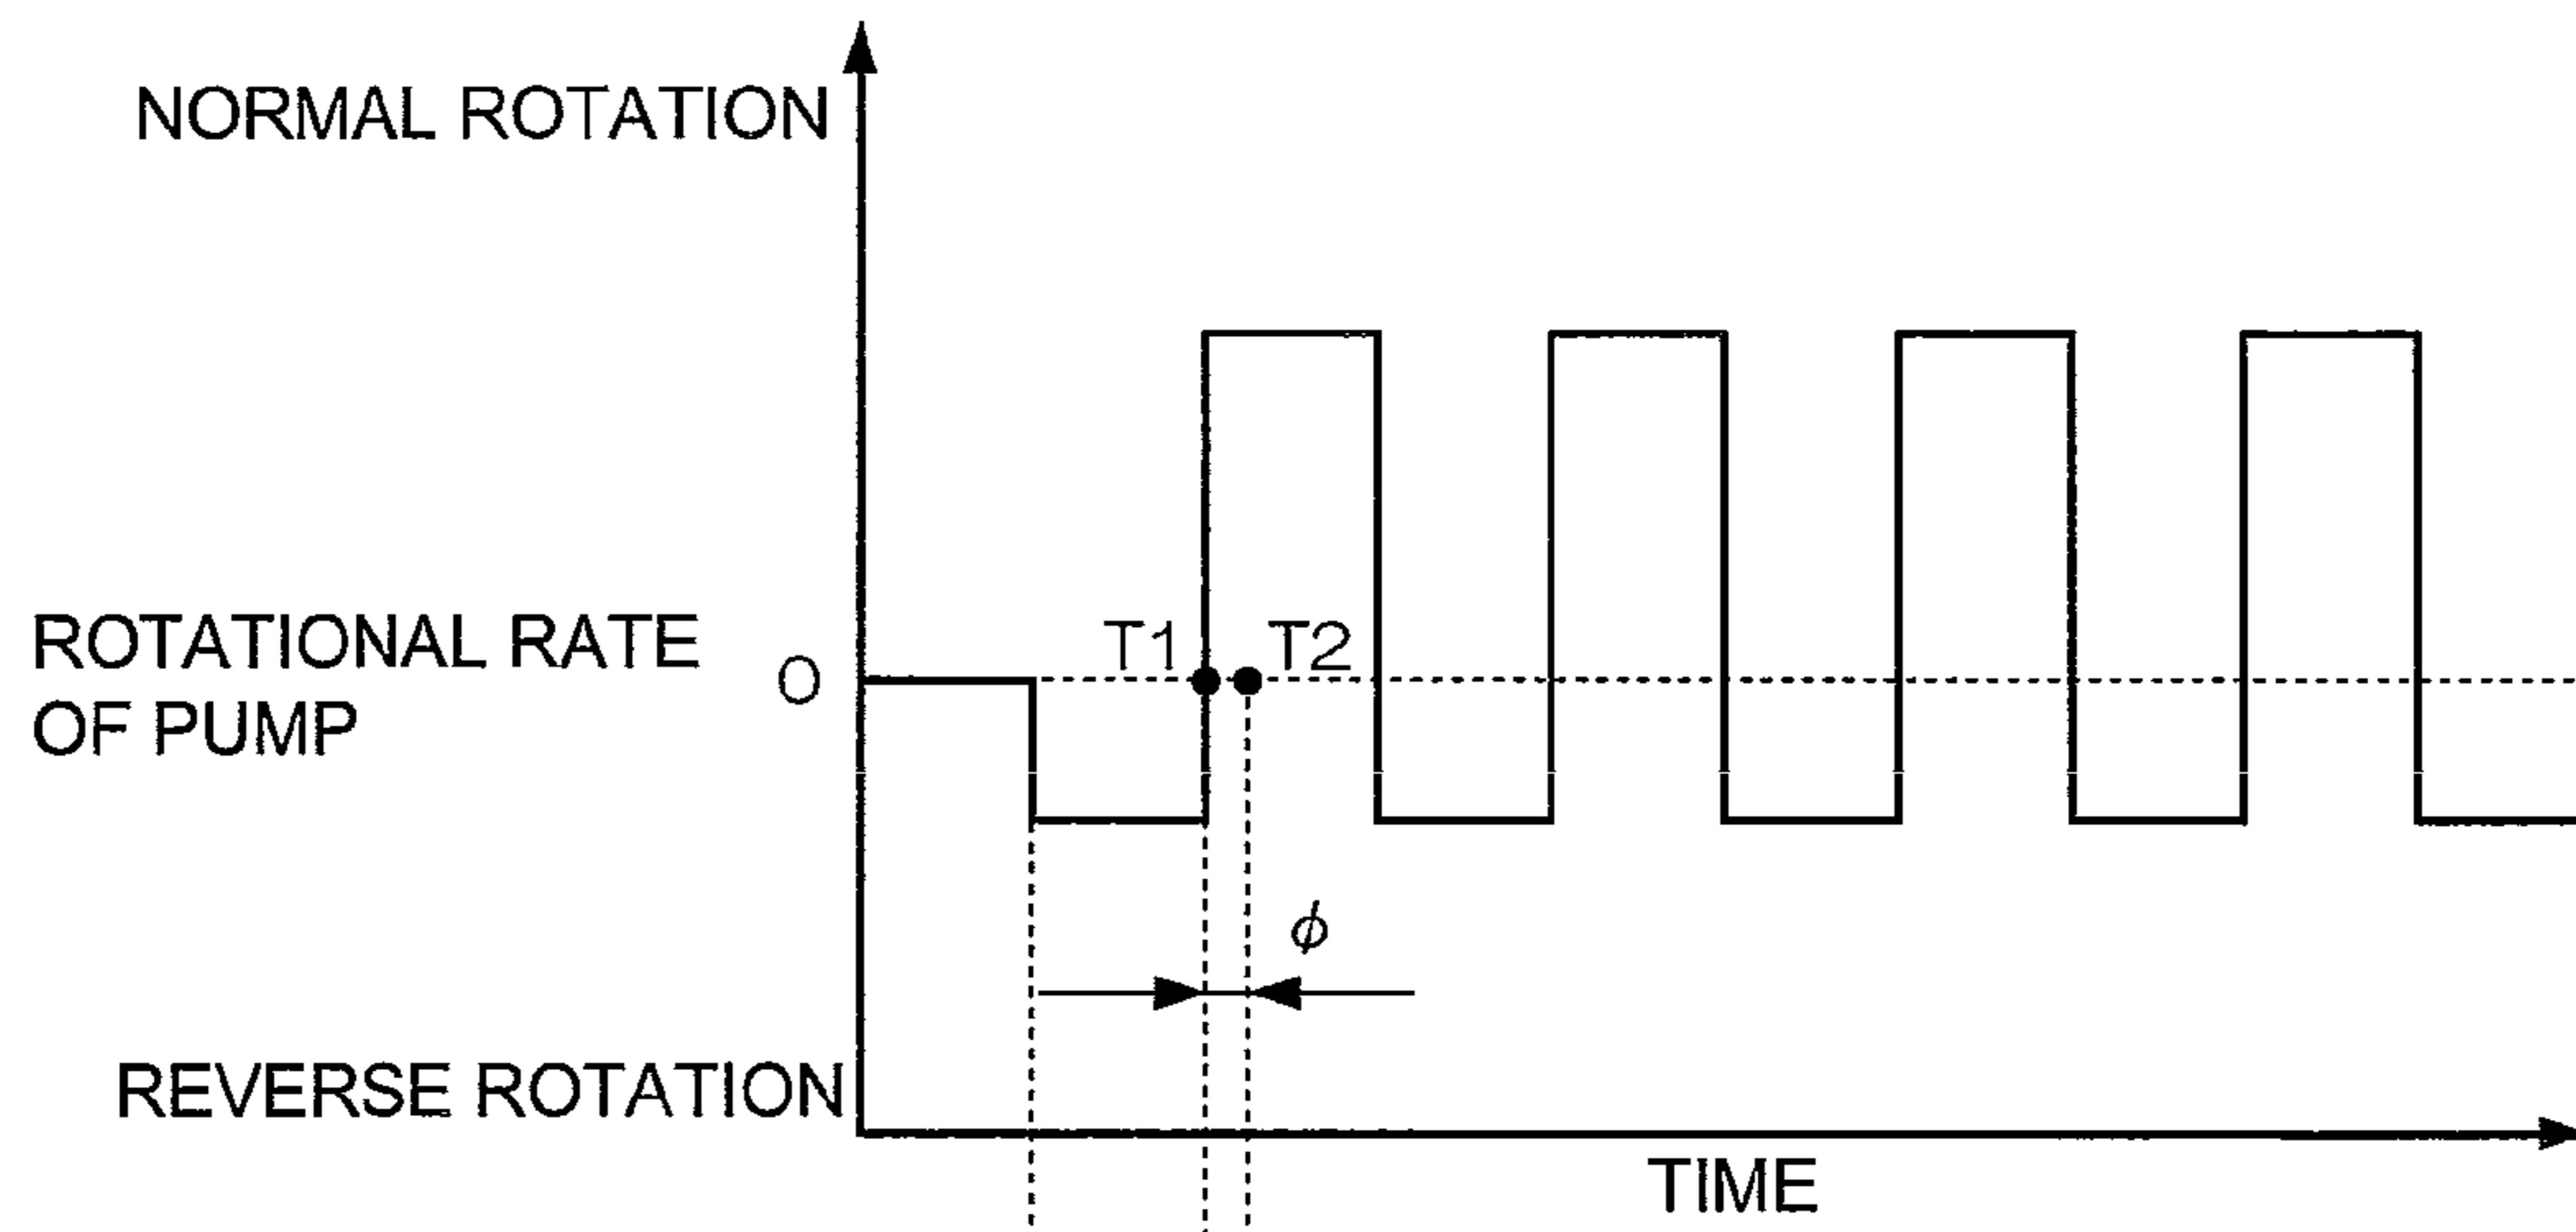 NORMAL ROTATION
T1
T2
ROTATIONAL RATE
OF PUMP
O
ϕ
REVERSE ROTATION
TIME